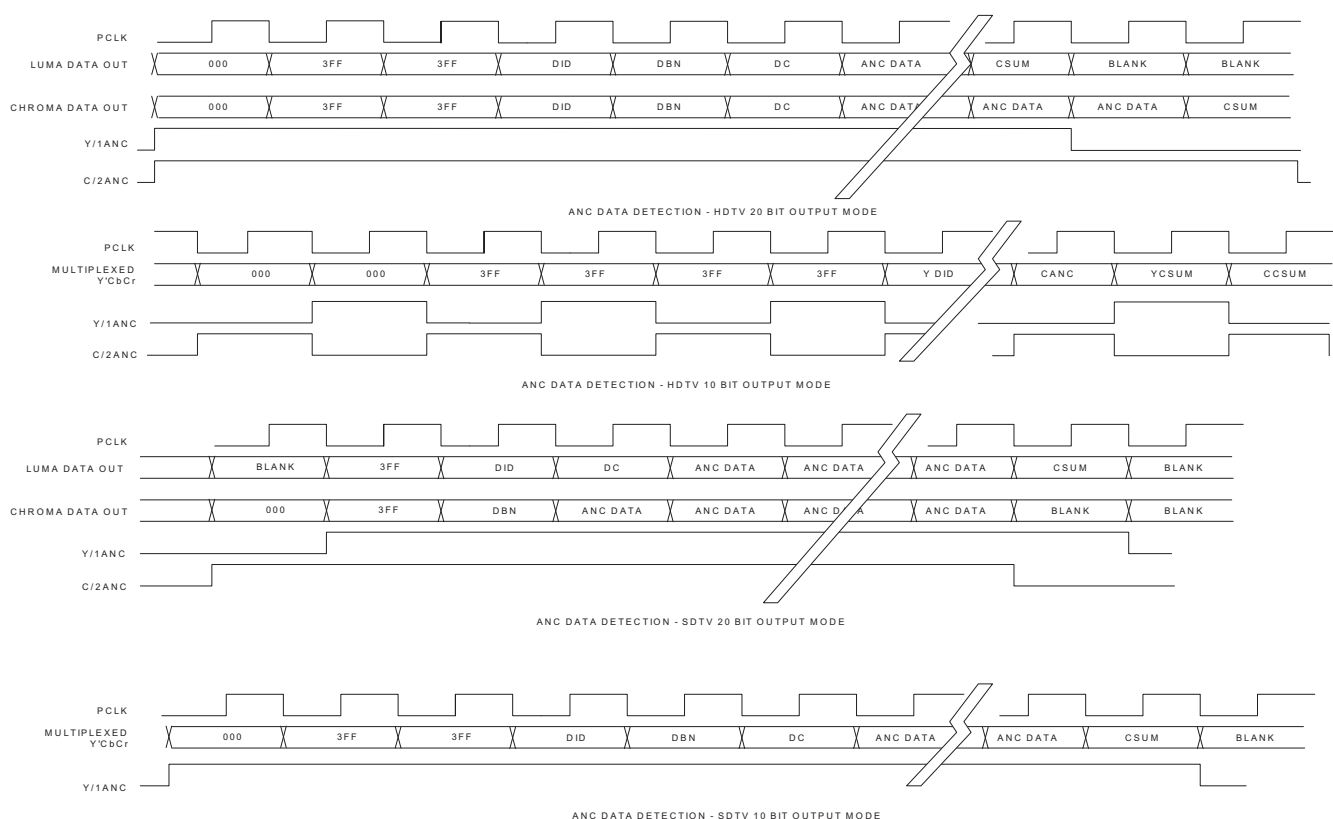 PCLK
LUMA DATA OUT 000 3FF 3FF DID DBN DC ANC DATA CSUM BLANK BLANK
CHROMA DATA OUT 000 3FF 3FF DID DBN DC ANC DATA ANC DATA ANC DATA CSUM
Y/1ANC
C/2ANC
ANC DATA DETECTION - HDTV 20 BIT OUTPUT MODE
PCLK
MULTIPLEXED
Y'CbCr 000 000 3FF 3FF 3FF 3FF Y DID CANC YCSUM CCSUM
Y/1ANC
C/2ANC
ANC DATA DETECTION - HDTV 10 BIT OUTPUT MODE
PCLK
LUMA DATA OUT BLANK 3FF DID DC ANC DATA ANC DATA ANC DATA CSUM BLANK
CHROMA DATA OUT 000 3FF DBN ANC DATA ANC DATA ANC DATA ANC DATA BLANK BLANK
Y/1ANC
C/2ANC
ANC DATA DETECTION - SDTV 20 BIT OUTPUT MODE
PCLK
MULTIPLEXED
Y'CbCr 000 3FF 3FF DID DBN DC ANC DATA ANC DATA CSUM BLANK
Y/1ANC
ANC DATA DETECTION - SDTV 10 BIT OUTPUT MODE